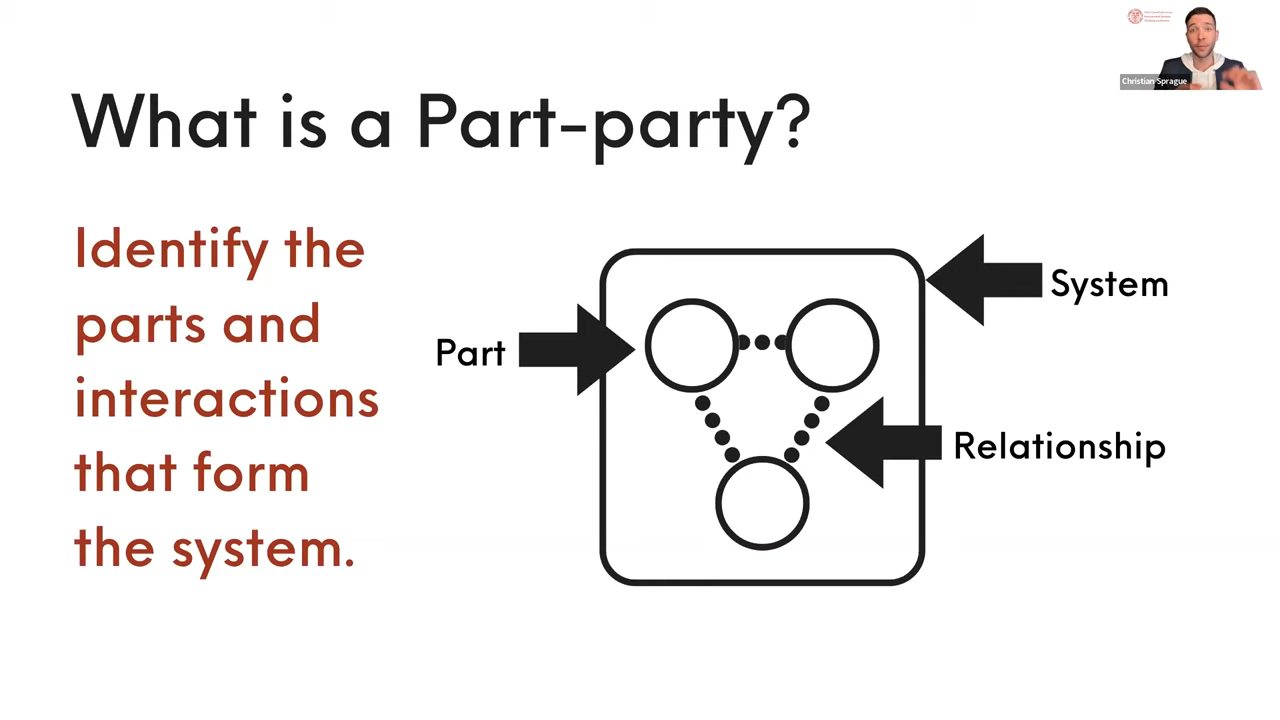 What is a Part-party?
Identify the
parts and
interactions
that form
the system.
Part
System
Relationship
Christian Sprague